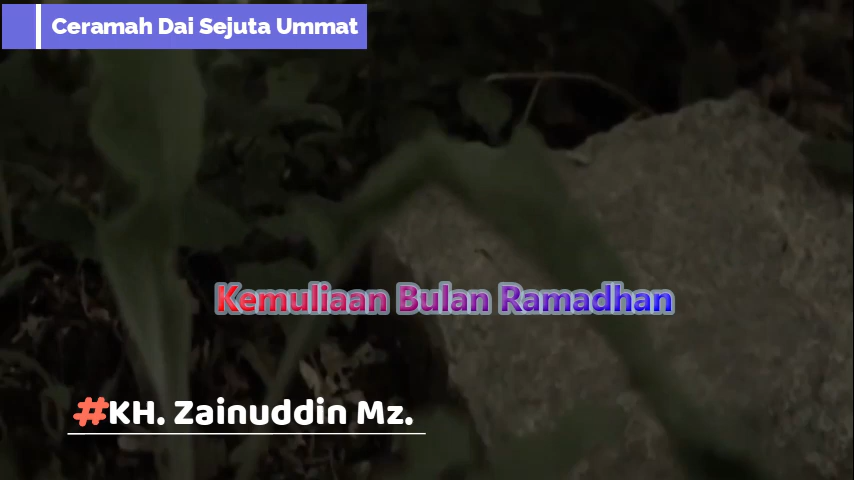 Ceramah Dai Sejuta Ummat
Kemuliaan Bulan Ramadhan
#KH. Zainuddin Mz.